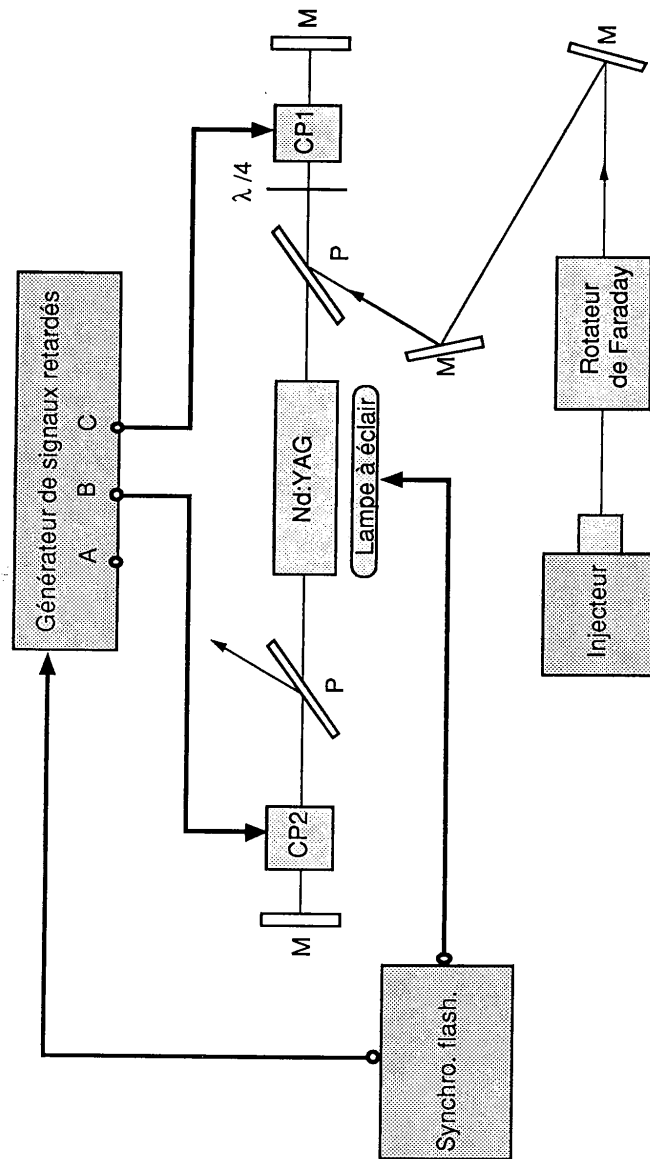 Générateur de signaux retardés
A
B
C
λ /4
M
CP1
P
Nd:YAG
Lampe à éclair
P
CP2
M
M
M
Rotateur
de Faraday
Injecteur
Synchro. flash.